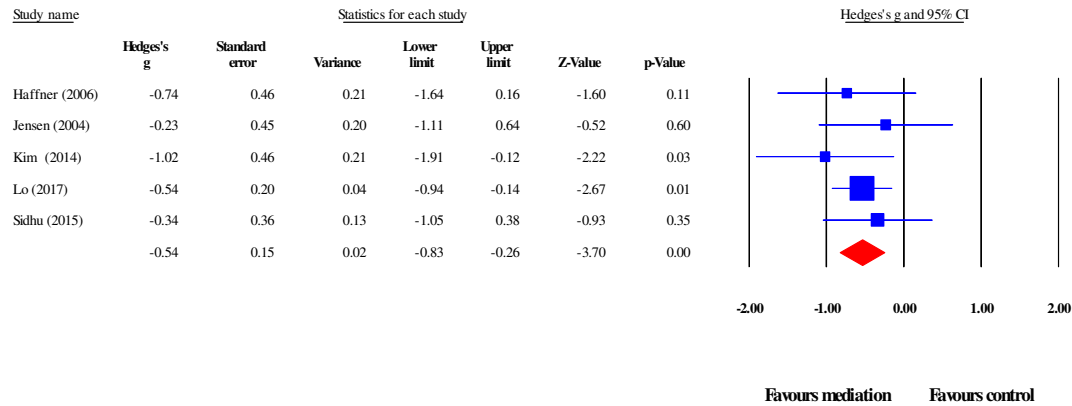 Study name Statistics for each study Hedges's g and 95% CI
Hedges's Standard Lower Upper
g error Variance limit limit Z-Value p-Value
Haffner (2006) -0.74 0.46 0.21 -1.64 0.16 -1.60 0.11
Jensen (2004) -0.23 0.45 0.20 -1.11 0.64 -0.52 0.60
Kim (2014) -1.02 0.46 0.21 -1.91 -0.12 -2.22 0.03
Lo (2017) -0.54 0.20 0.04 -0.94 -0.14 -2.67 0.01
Sidhu (2015) -0.34 0.36 0.13 -1.05 0.38 -0.93 0.35
-0.54 0.15 0.02 -0.83 -0.26 -3.70 0.00
-2.00 -1.00 0.00 1.00 2.00
Favours mediation Favours control